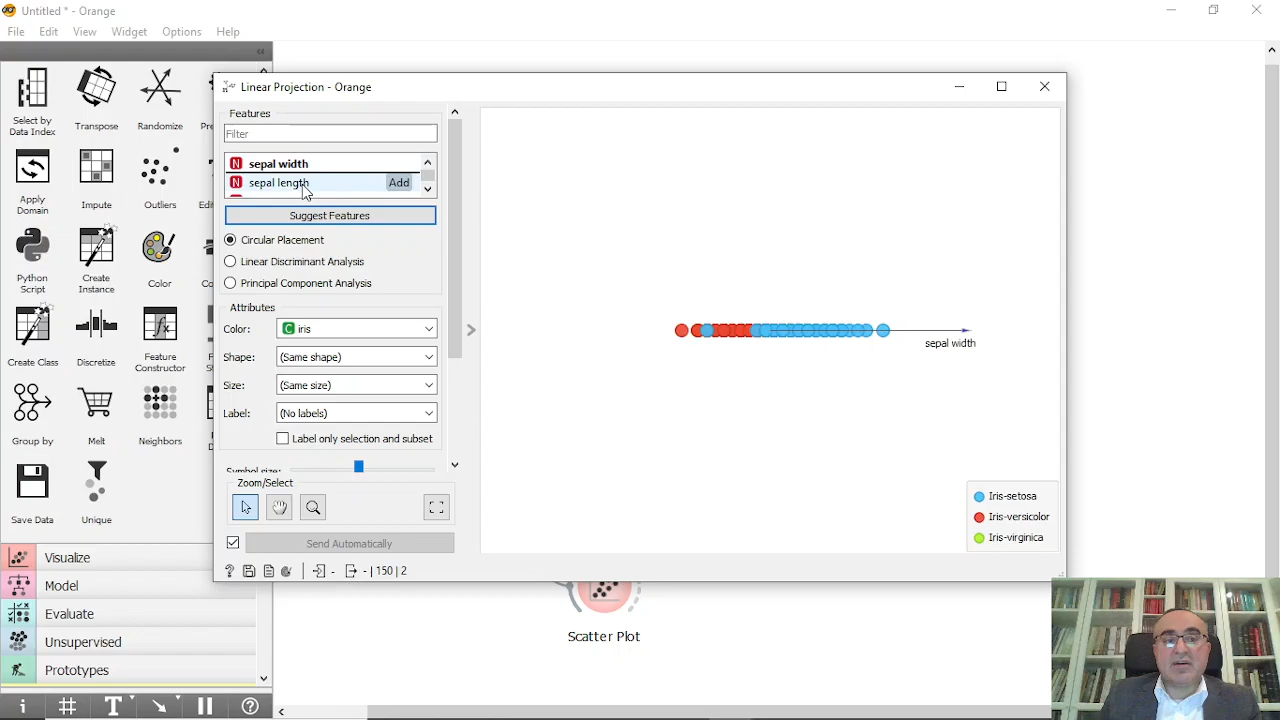 Untitled * - Orange
File Edit View Widget Options Help
Select by Data Index
Transpose
Randomize
Apply Domain
Impute
Outliers
Python Script
Create Instance
Color
Create Class
Discretize
Feature Constructor
Group by
Melt
Neighbors
Save Data
Unique
Visualize
Model
Evaluate
Unsupervised
Prototypes
Linear Projection - Orange
Features
Filter
N sepal width
N sepal length Add
Suggest Features
Circular Placement
Linear Discriminant Analysis
Principal Component Analysis
Attributes
Color: C iris
Shape: (Same shape)
Size: (Same size)
Label: (No labels)
Label only selection and subset
Symbol size:
Zoom/Select
Send Automatically
? - - | 150 | 2
sepal width
Iris-setosa
Iris-versicolor
Iris-virginica
Scatter Plot